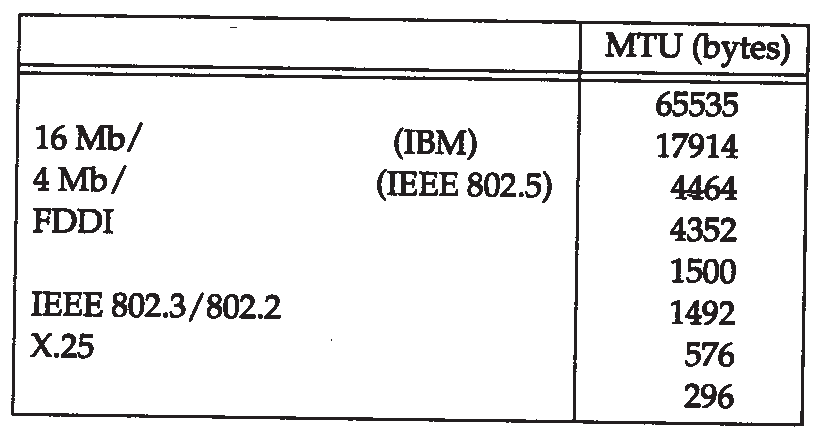 MTU (bytes)
65535
16 Mb/ (IBM) 17914
4 Mb/ (IEEE 802.5) 4464
FDDI 4352
1500
IEEE 802.3/802.2 1492
X.25 576
296